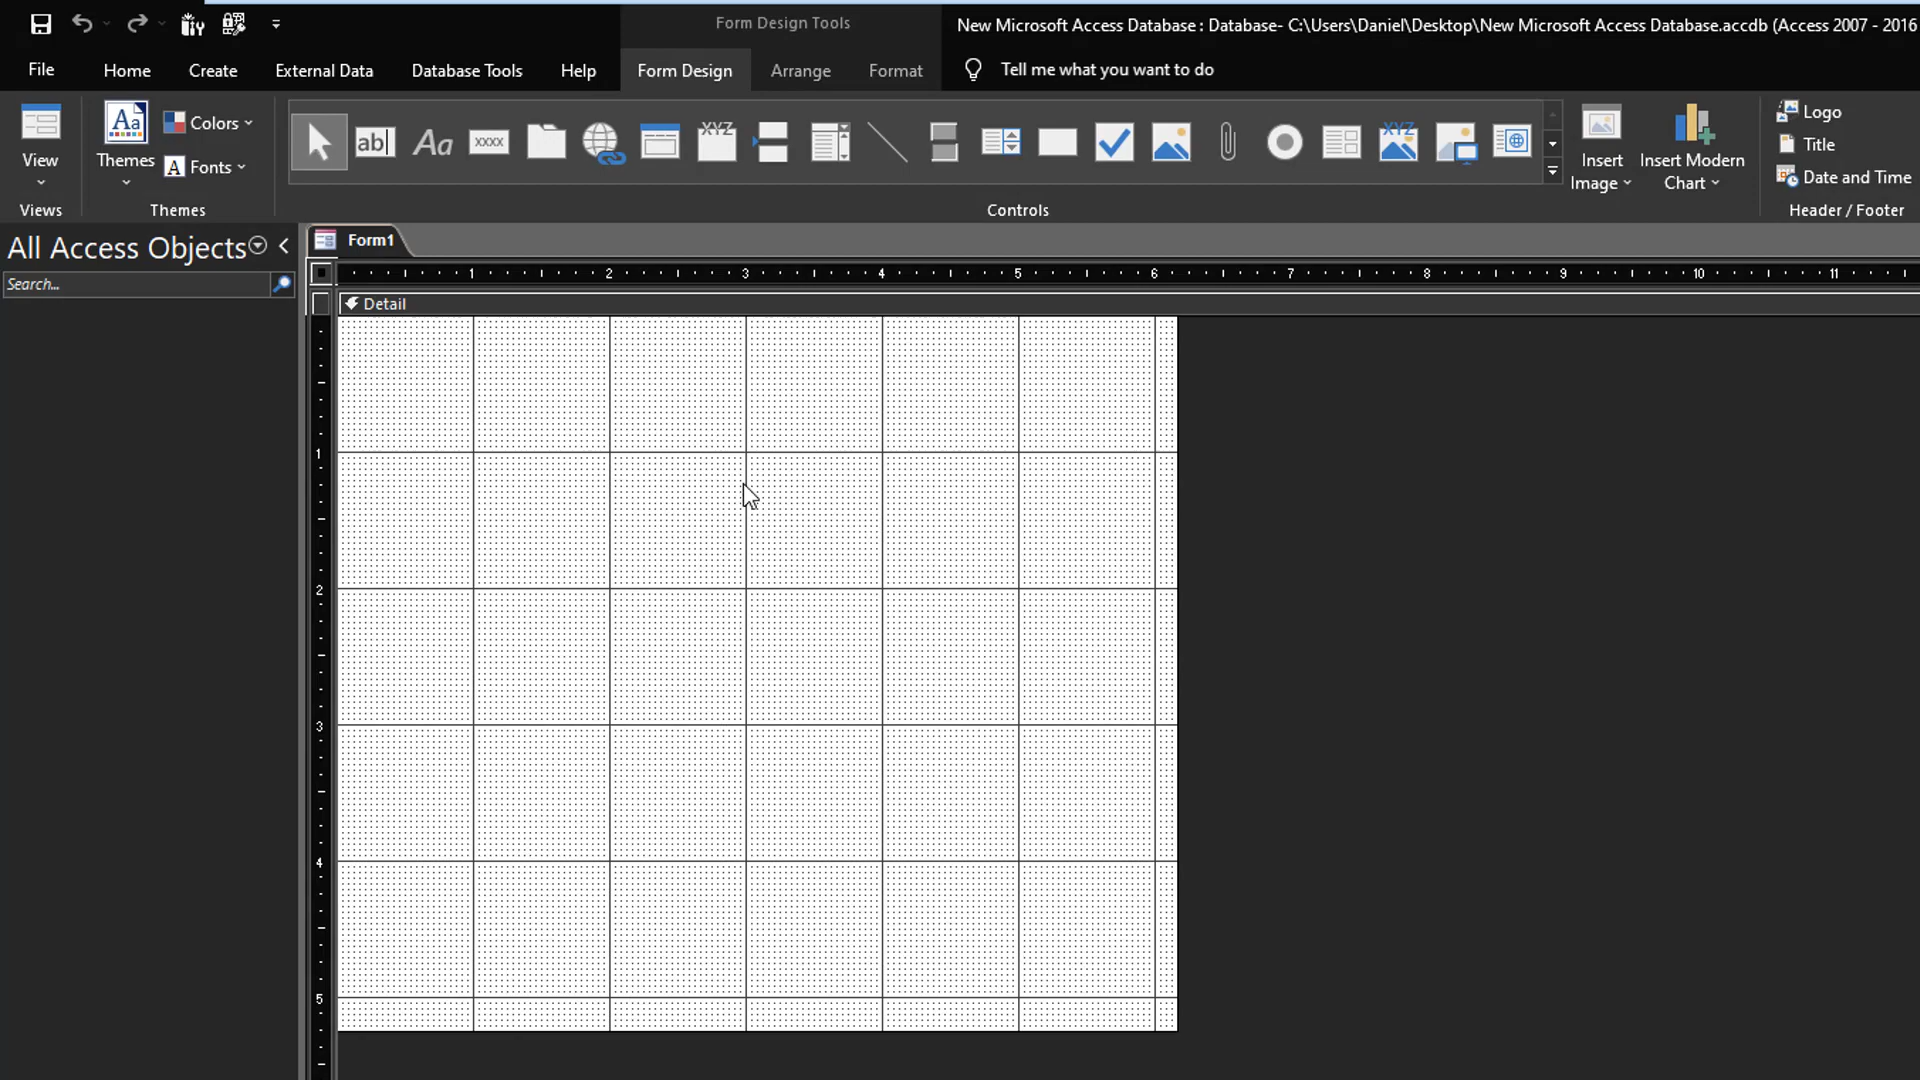 Form Design Tools
New Microsoft Access Database : Database- C:\Users\Daniel\Desktop\New Microsoft Access Database.accdb (Access 2007 - 2016
File Home Create External Data Database Tools Help Form Design Arrange Format Tell me what you want to do
View
Views
Themes
Colors
Fonts
Themes
ab|
Aa
xxxx
XYZ
XYZ
Controls
Insert
Image
Insert Modern
Chart
Logo
Title
Date and Time
Header / Footer
All Access Objects
Search...
Form1
1 2 3 4 5 6 7 8 9 10 11
Detail
1
2
3
4
5